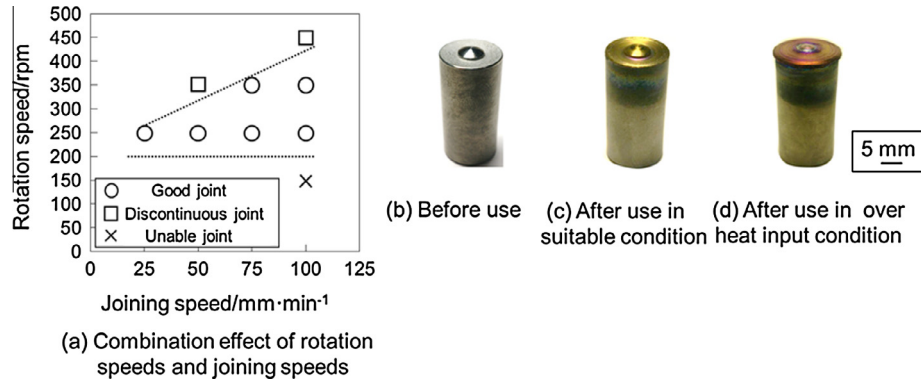 500
450
400
350
300
250
200
150
100
50
0
Rotation speed/rpm
Good joint
Discontinuous joint
Unable joint
0 25 50 75 100 125
Joining speed/mm·min-1
(a) Combination effect of rotation
speeds and joining speeds
(b) Before use
(c) After use in
suitable condition
(d) After use in over
heat input condition
5 mm